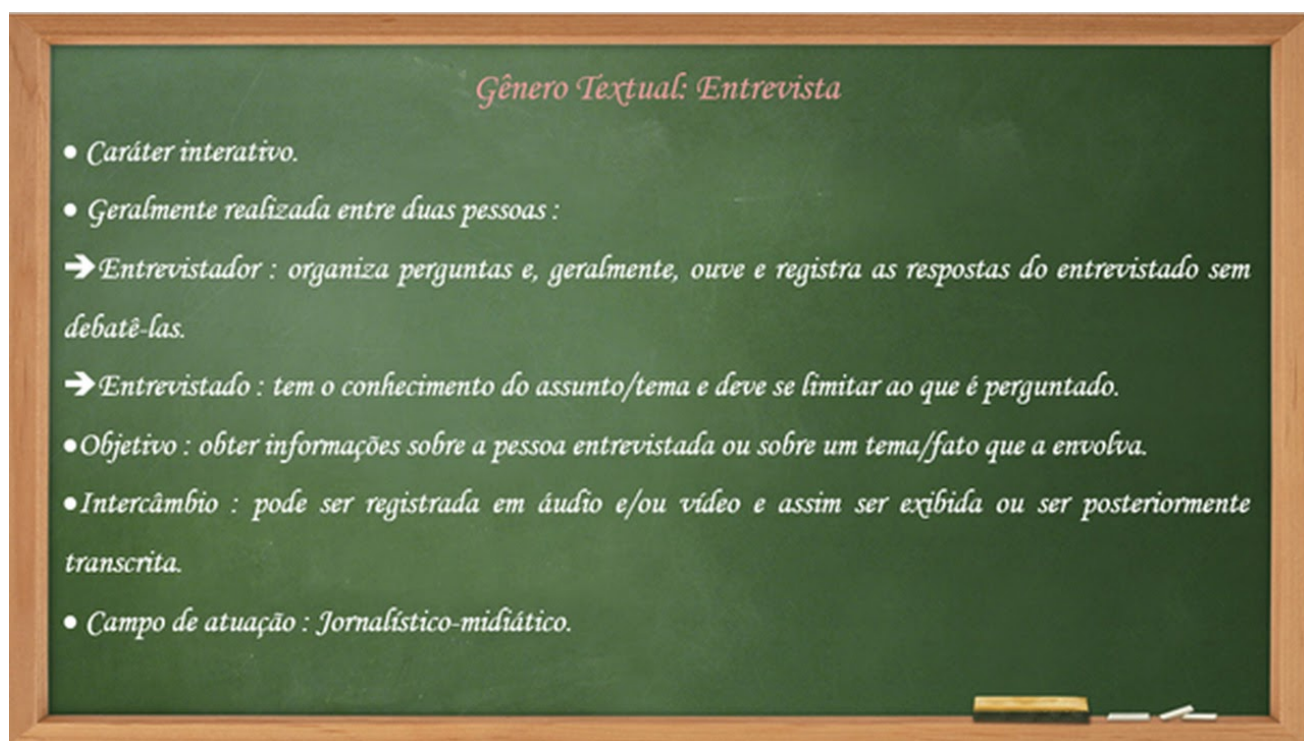 Gênero Textual: Entrevista
● Caráter interativo.
● Geralmente realizada entre duas pessoas :
➔Entrevistador : organiza perguntas e, geralmente, ouve e registra as respostas do entrevistado sem
debatê-las.
➔Entrevistado : tem o conhecimento do assunto/tema e deve se limitar ao que é perguntado.
●Objetivo : obter informações sobre a pessoa entrevistada ou sobre um tema/fato que a envolva.
●Intercâmbio : pode ser registrada em áudio e/ou vídeo e assim ser exibida ou ser posteriormente
transcrita.
● Campo de atuação : Jornalístico-midiático.